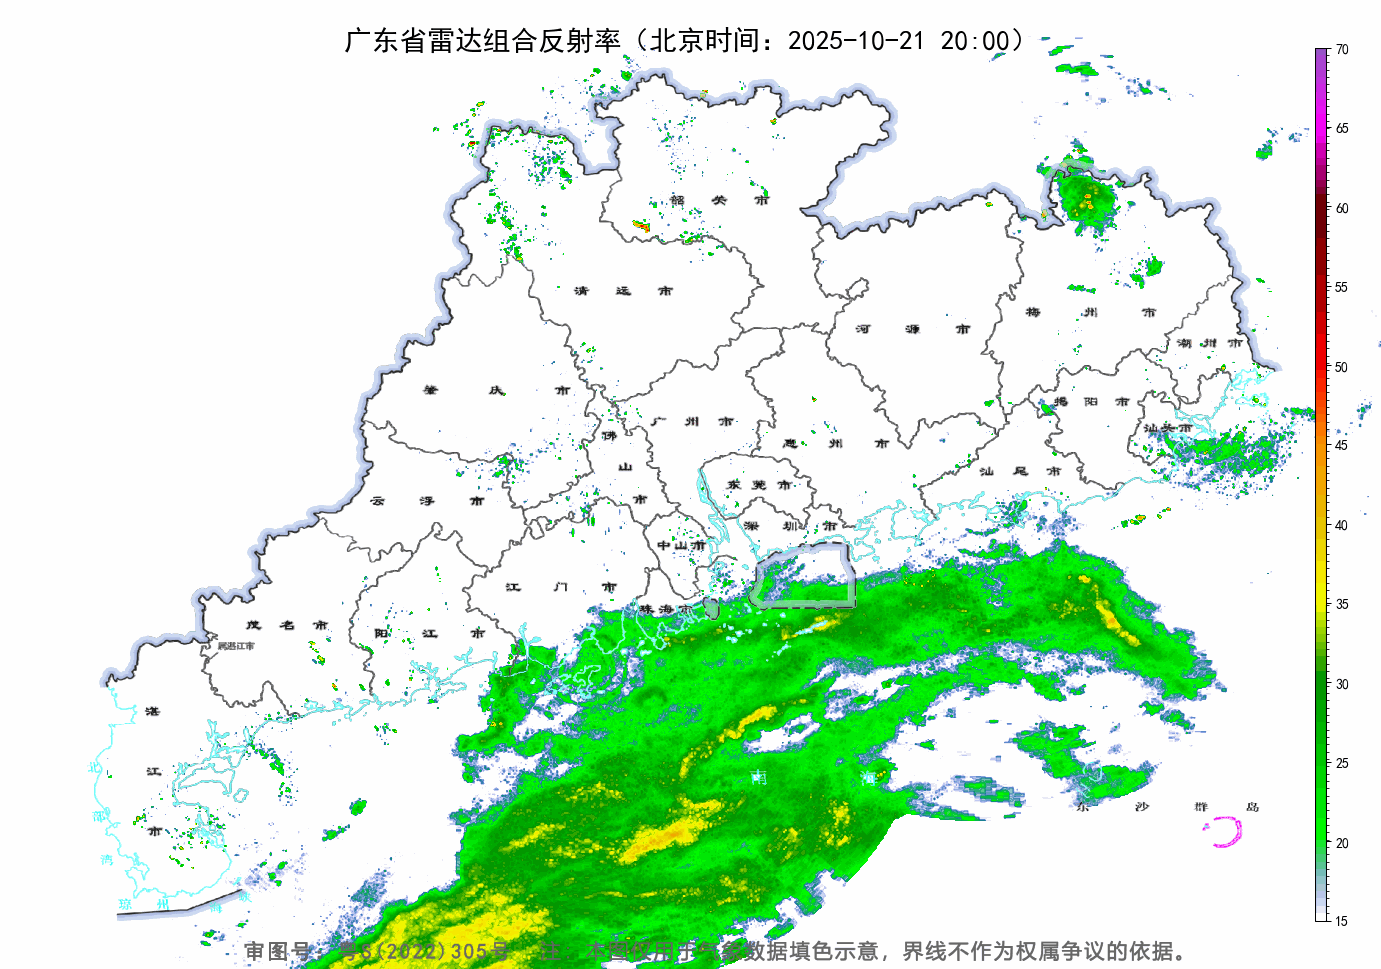 广东省雷达组合反射率（北京时间：2025-10-21 20:00）
70
65
60
55
50
45
40
35
30
25
20
15
韶关市
清远市
河源市
梅州市
潮州市
肇庆市
广州市
佛山市
惠州市
揭阳市
汕头市
汕尾市
云浮市
东莞市
深圳市
中山市
江门市
珠海市
茂名市
属湛江市
阳江市
湛江市
北部湾
琼州海峡
南海
东沙群岛
审图号：粤S(2022)305号 注：本图仅用于气象数据填色示意，界线不作为权属争议的依据。